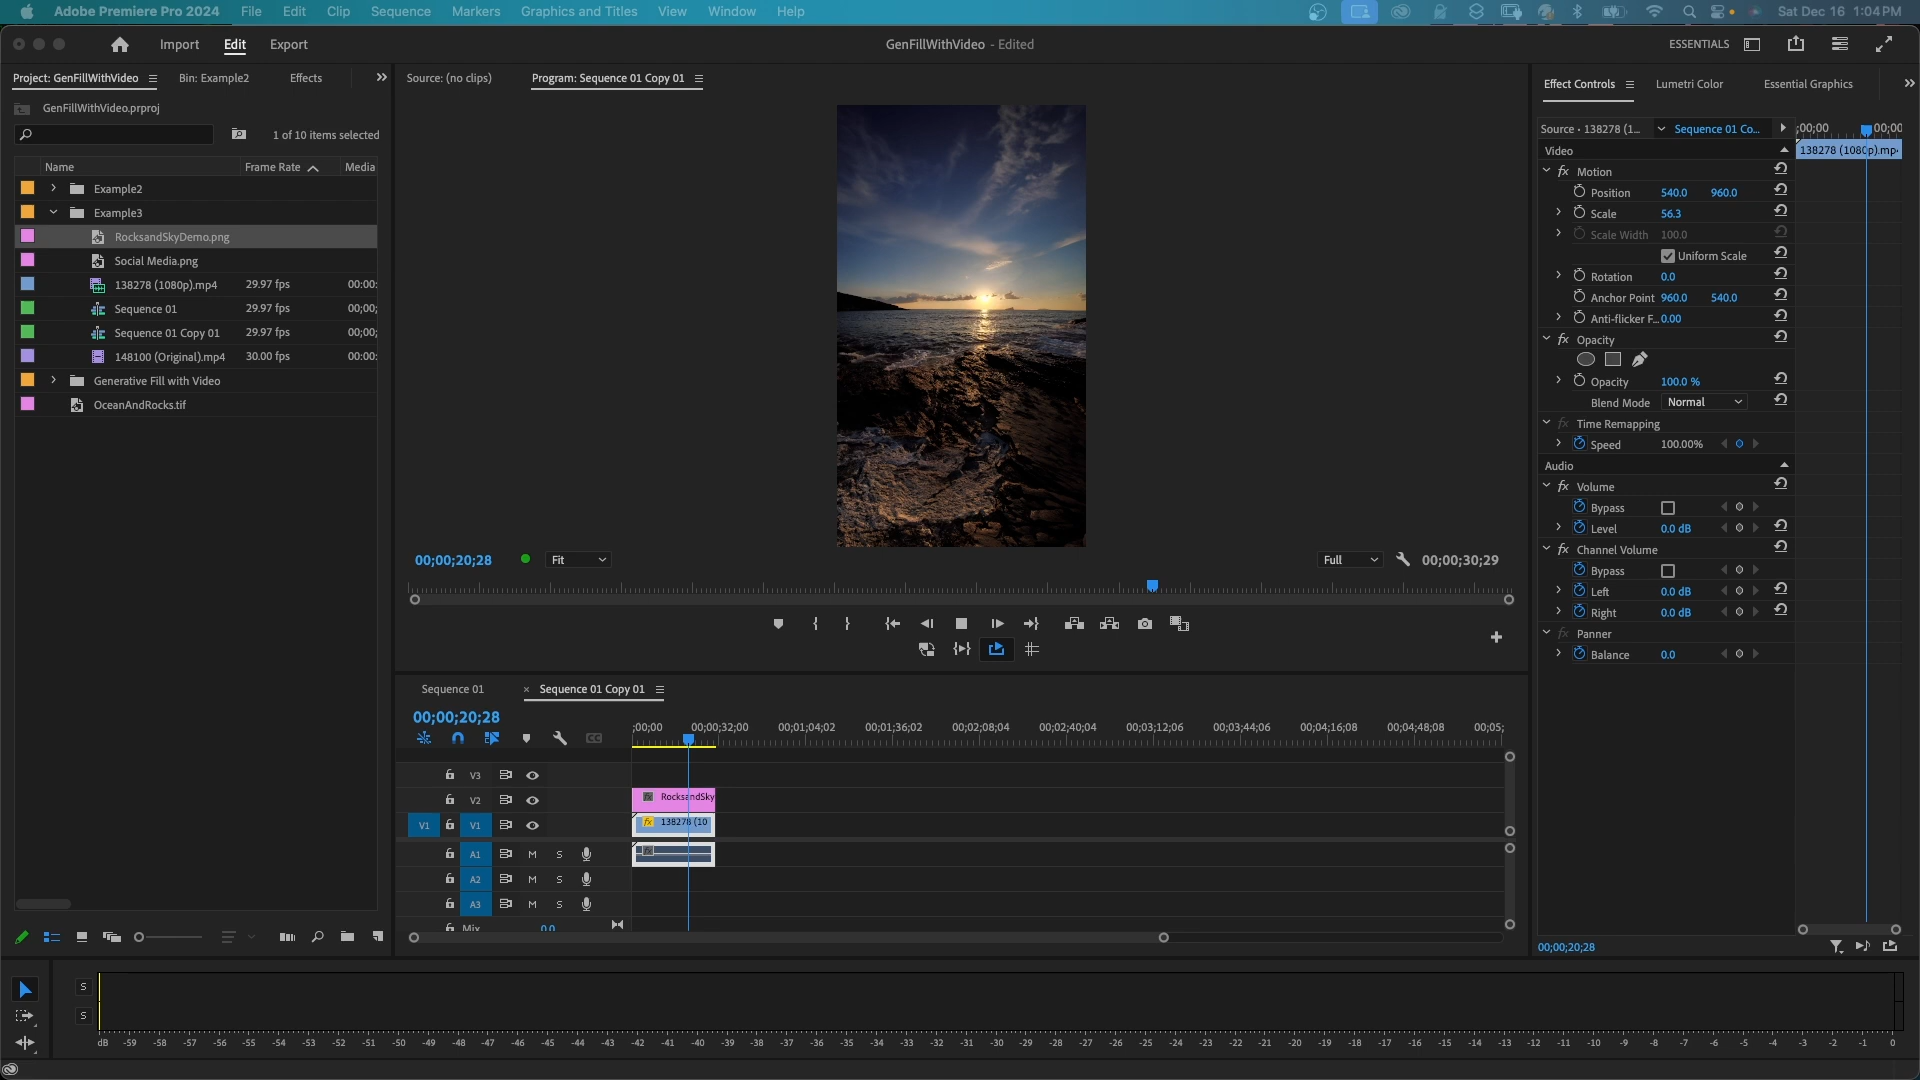 Adobe Premiere Pro 2024 File Edit Clip Sequence Markers Graphics and Titles View Window Help Sat Dec 16 1:04 PM
Import Edit Export GenFillWithVideo - Edited ESSENTIALS
Project: GenFillWithVideo Bin: Example2 Effects
GenFillWithVideo.prproj
1 of 10 items selected
Name Frame Rate Media
Example2
Example3
RocksandSkyDemo.png
Social Media.png
138278 (1080p).mp4 29.97 fps 00:00:
Sequence 01 29.97 fps 00;00;
Sequence 01 Copy 01 29.97 fps 00;00;
148100 (Original).mp4 30.00 fps 00:00:
Generative Fill with Video
OceanAndRocks.tif
Source: (no clips) Program: Sequence 01 Copy 01
00;00;20;28 Fit Full 00;00;30;29
Sequence 01 × Sequence 01 Copy 01
00;00;20;28
;00;00 00;00;32;00 00;01;04;02 00;01;36;02 00;02;08;04 00;02;40;04 00;03;12;06 00;03;44;06 00;04;16;08 00;04;48;08 00;05;
V3
V2 fx RocksandSky
V1 V1 fx 138278 (10
A1 M S fx
A2 M S
A3 M S
Mix 0.0
Effect Controls Lumetri Color Essential Graphics
Source • 138278 (1... Sequence 01 Co... ;00;00 00;00
Video 138278 (1080p).mp4
fx Motion
Position 540.0 960.0
Scale 56.3
Scale Width 100.0
Uniform Scale
Rotation 0.0
Anchor Point 960.0 540.0
Anti-flicker F... 0.00
fx Opacity
Opacity 100.0 %
Blend Mode Normal
fx Time Remapping
Speed 100.00%
Audio
fx Volume
Bypass
Level 0.0 dB
fx Channel Volume
Bypass
Left 0.0 dB
Right 0.0 dB
fx Panner
Balance 0.0
00;00;20;28
S
S
dB -59 -58 -57 -56 -55 -54 -53 -52 -51 -50 -49 -48 -47 -46 -45 -44 -43 -42 -41 -40 -39 -38 -37 -36 -35 -34 -33 -32 -31 -30 -29 -28 -27 -26 -25 -24 -23 -22 -21 -20 -19 -18 -17 -16 -15 -14 -13 -12 -11 -10 -9 -8 -7 -6 -5 -4 -3 -2 -1 0